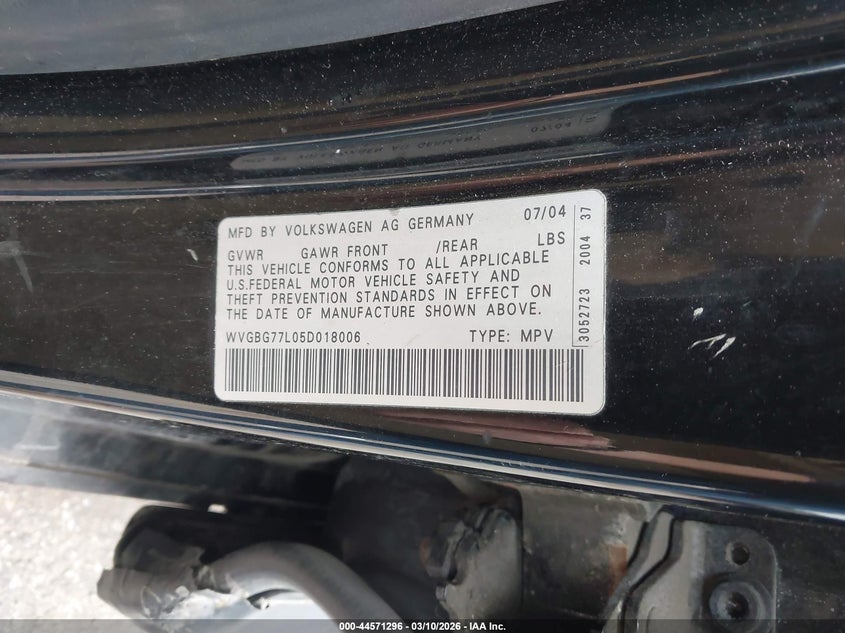 MFD BY VOLKSWAGEN AG GERMANY 07/04
GVWR GAWR FRONT /REAR LBS
THIS VEHICLE CONFORMS TO ALL APPLICABLE
U.S.FEDERAL MOTOR VEHICLE SAFETY AND
THEFT PREVENTION STANDARDS IN EFFECT ON
THE DATE OF MANUFACTURE SHOWN ABOVE.
WVGBG77L05D018006 TYPE: MPV
3052723 2004 37
000-44571296 — 03/10/2026 — IAA Inc.